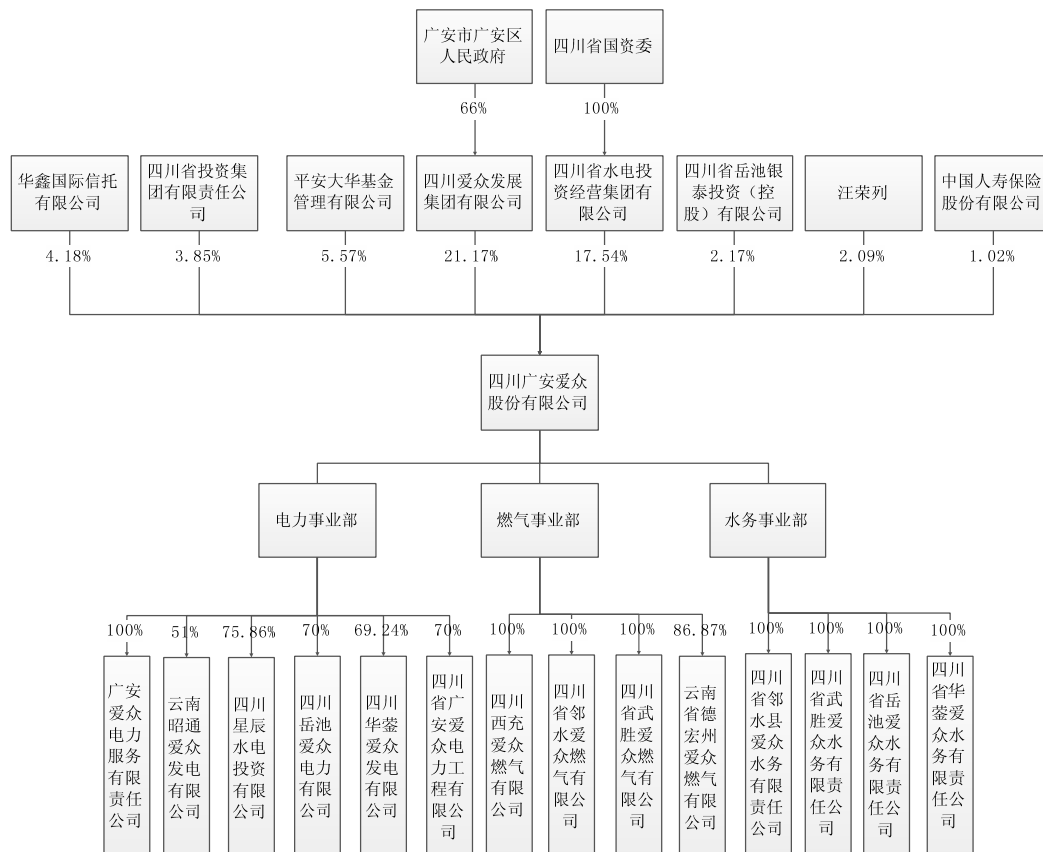 广安市广安区
人民政府
四川省国资委
66%
100%
华鑫国际信托
有限公司
四川省投资集
团有限责任公
司
平安大华基金
管理有限公司
四川爱众发展
集团有限公司
四川省水电投
资经营集团有
限公司
四川省岳池银
泰投资（控
股）有限公司
汪荣列
中国人寿保险
股份有限公司
4.18%
3.85%
5.57%
21.17%
17.54%
2.17%
2.09%
1.02%
四川广安爱众
股份有限公司
电力事业部
燃气事业部
水务事业部
100%
51%
75.86%
70%
69.24%
70%
100%
100%
100%
86.87%
100%
100%
100%
100%
广安
爱众
电力
服务
有限
责任
公司
云南
昭通
爱众
发电
有限
公司
四川
星辰
水电
投资
有限
公司
四川
岳池
爱众
电力
有限
公司
四川
华蓥
爱众
发电
有限
公司
四川
省广
安爱
众电
力工
程有
限公
司
四川
西充
爱众
燃气
有限
公司
四川
省邻
水爱
众燃
气有
限公
司
四川
省武
胜爱
众燃
气有
限公
司
云南
省德
宏州
爱众
燃气
有限
公司
四川
省邻
水县
爱众
水务
有限
责任
公司
四川
省武
胜爱
众水
务有
限责
任公
司
四川
省岳
池爱
众水
务有
限责
任公
司
四川
省华
蓥爱
众水
务有
限责
任公
司